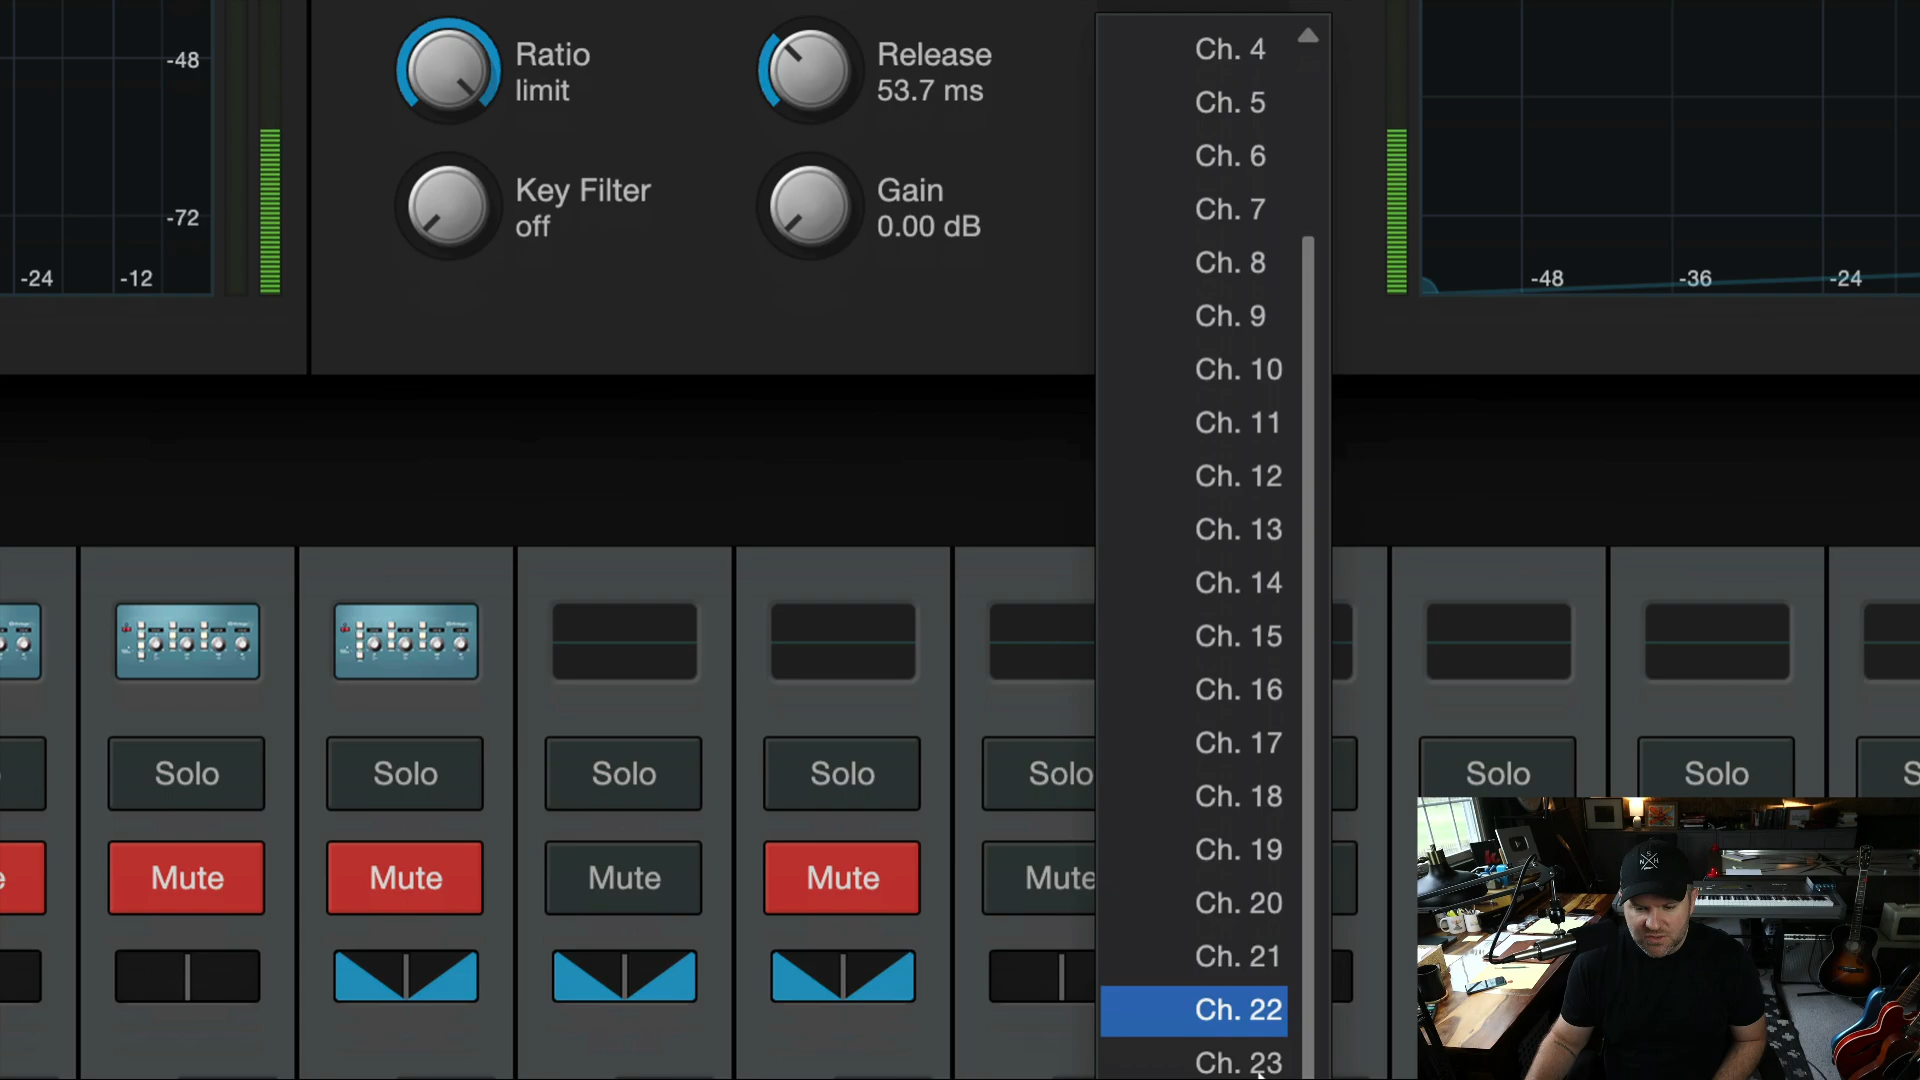 -48
-72
-24 -12
Ratio
limit
Release
53.7 ms
Key Filter
off
Gain
0.00 dB
Ch. 4
Ch. 5
Ch. 6
Ch. 7
Ch. 8
Ch. 9
Ch. 10
Ch. 11
Ch. 12
Ch. 13
Ch. 14
Ch. 15
Ch. 16
Ch. 17
Ch. 18
Ch. 19
Ch. 20
Ch. 21
Ch. 22
Ch. 23
-48 -36 -24
Solo Solo Solo Solo Solo Solo Solo S
Mute Mute Mute Mute Mute